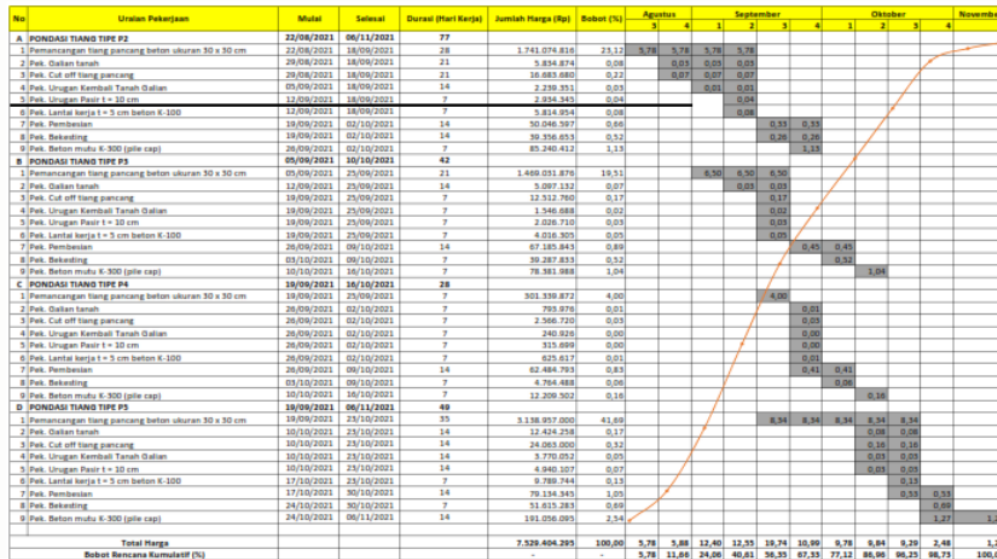 No Uraian Pekerjaan Mulai Selesai Durasi (Hari Kerja) Jumlah Harga (Rp) Bobot (%) Agustus September Oktober November
3 4 1 2 3 4 1 2 3 4 1
A PONDASI TIANG TIPE P2 22/08/2021 06/11/2021 77
1 Pemancangan tiang pancang beton ukuran 30 x 30 cm 22/08/2021 18/09/2021 28 1.741.074.816 23,12 5,78 5,78 5,78 5,78
2 Pek. Galian tanah 29/08/2021 18/09/2021 21 5.834.874 0,08 0,03 0,03 0,03
3 Pek. Cut off tiang pancang 29/08/2021 18/09/2021 21 16.683.680 0,22 0,07 0,07 0,07
4 Pek. Urugan Kembali Tanah Galian 05/09/2021 18/09/2021 14 2.239.351 0,03 0,01 0,01
5 Pek. Urugan Pasir t = 10 cm 12/09/2021 18/09/2021 7 2.934.345 0,04 0,04
6 Pek. Lantai kerja t = 5 cm beton K-100 12/09/2021 18/09/2021 7 5.814.954 0,08 0,08
7 Pek. Pembesian 19/09/2021 02/10/2021 14 50.046.597 0,66 0,33 0,33
8 Pek. Bekesting 19/09/2021 02/10/2021 14 39.356.653 0,52 0,26 0,26
9 Pek. Beton mutu K-300 (pile cap) 26/09/2021 02/10/2021 7 85.240.412 1,13 1,13
B PONDASI TIANG TIPE P3 05/09/2021 10/10/2021 42
1 Pemancangan tiang pancang beton ukuran 30 x 30 cm 05/09/2021 25/09/2021 21 1.469.031.876 19,51 6,50 6,50 6,50
2 Pek. Galian tanah 12/09/2021 25/09/2021 14 5.097.132 0,07 0,03 0,03
3 Pek. Cut off tiang pancang 19/09/2021 25/09/2021 7 12.512.760 0,17 0,17
4 Pek. Urugan Kembali Tanah Galian 19/09/2021 25/09/2021 7 1.546.688 0,02 0,02
5 Pek. Urugan Pasir t = 10 cm 19/09/2021 25/09/2021 7 2.026.710 0,03 0,03
6 Pek. Lantai kerja t = 5 cm beton K-100 19/09/2021 25/09/2021 7 4.016.305 0,05 0,05
7 Pek. Pembesian 26/09/2021 09/10/2021 14 67.185.843 0,89 0,45 0,45
8 Pek. Bekesting 03/10/2021 09/10/2021 7 39.287.833 0,52 0,52
9 Pek. Beton mutu K-300 (pile cap) 10/10/2021 16/10/2021 7 78.381.988 1,04 1,04
C PONDASI TIANG TIPE P4 19/09/2021 16/10/2021 28
1 Pemancangan tiang pancang beton ukuran 30 x 30 cm 19/09/2021 25/09/2021 7 301.339.872 4,00 4,00
2 Pek. Galian tanah 26/09/2021 02/10/2021 7 793.976 0,01 0,01
3 Pek. Cut off tiang pancang 26/09/2021 02/10/2021 7 2.566.720 0,03 0,03
4 Pek. Urugan Kembali Tanah Galian 26/09/2021 02/10/2021 7 240.926 0,00 0,00
5 Pek. Urugan Pasir t = 10 cm 26/09/2021 02/10/2021 7 315.699 0,00 0,00
6 Pek. Lantai kerja t = 5 cm beton K-100 26/09/2021 02/10/2021 7 625.617 0,01 0,01
7 Pek. Pembesian 26/09/2021 09/10/2021 14 62.484.793 0,83 0,41 0,41
8 Pek. Bekesting 03/10/2021 09/10/2021 7 4.764.488 0,06 0,06
9 Pek. Beton mutu K-300 (pile cap) 10/10/2021 16/10/2021 7 12.209.502 0,16 0,16
D PONDASI TIANG TIPE P5 19/09/2021 06/11/2021 49
1 Pemancangan tiang pancang beton ukuran 30 x 30 cm 19/09/2021 23/10/2021 35 3.138.957.000 41,69 8,34 8,34 8,34 8,34 8,34
2 Pek. Galian tanah 10/10/2021 23/10/2021 14 12.424.258 0,17 0,08 0,08
3 Pek. Cut off tiang pancang 10/10/2021 23/10/2021 14 24.063.000 0,32 0,16 0,16
4 Pek. Urugan Kembali Tanah Galian 10/10/2021 23/10/2021 14 3.770.052 0,05 0,03 0,03
5 Pek. Urugan Pasir t = 10 cm 10/10/2021 23/10/2021 14 4.940.107 0,07 0,03 0,03
6 Pek. Lantai kerja t = 5 cm beton K-100 17/10/2021 23/10/2021 7 9.789.744 0,13 0,13
7 Pek. Pembesian 17/10/2021 30/10/2021 14 79.134.345 1,05 0,53 0,53
8 Pek. Bekesting 24/10/2021 30/10/2021 7 51.615.283 0,69 0,69
9 Pek. Beton mutu K-300 (pile cap) 24/10/2021 06/11/2021 14 191.056.095 2,54 1,27
Total Harga 7.529.404.295 100,00 5,78 5,88 12,40 12,55 19,74 10,99 9,78 9,84 9,29 2,48
Bobot Rencana Kumulatif (%) - - 5,78 11,66 24,06 40,61 56,35 67,33 77,12 86,96 96,25 98,73